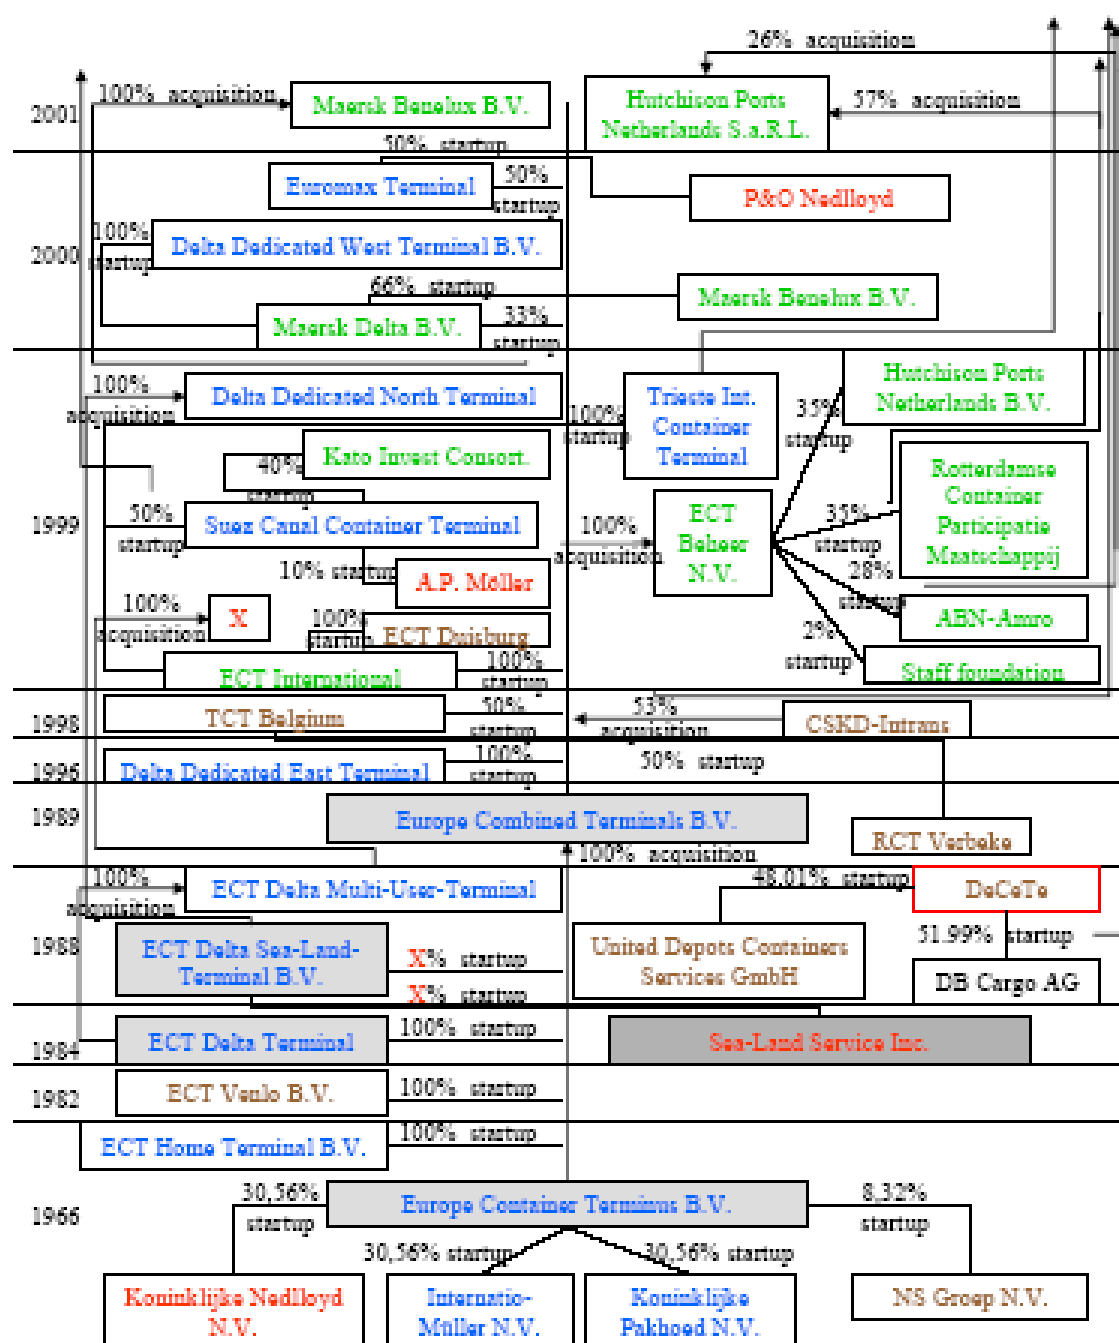 26% acquisition
2001
100% acquisition
Maersk Benelux B.V.
Hutchison Ports
Netherlands S.a.R.L.
57% acquisition
50% startup
Euromax Terminal
50%
startup
P&O Nedlloyd
2000
100%
startup
Delta Dedicated West Terminal B.V.
66% startup
Maersk Benelux B.V.
Maersk Delta B.V.
33%
startup
100%
acquisition
Delta Dedicated North Terminal
100%
startup
Trieste Int.
Container
Terminal
35%
startup
Hutchison Ports
Netherlands B.V.
Kato Invest Consort.
40%
startup
1999
50%
startup
Suez Canal Container Terminal
10% startup
A.P. Møller
100%
acquisition
ECT
Beheer
N.V.
35%
startup
Rotterdamse
Container
Participatie
Maatschappij
28%
startup
ABN-Amro
2%
startup
Staff foundation
100%
acquisition
X
100%
startup
ECT Duisburg
ECT International
100%
startup
1998
TCT Belgium
50%
startup
53%
acquisition
CSKD-Intrans
1996
Delta Dedicated East Terminal
100%
startup
50% startup
1989
Europe Combined Terminals B.V.
RCT Verbeke
100% acquisition
100%
acquisition
ECT Delta Multi-User-Terminal
48.01% startup
DeCeTe
1988
ECT Delta Sea-Land-
Terminal B.V.
X% startup
X% startup
United Depots Containers
Services GmbH
51.99% startup
DB Cargo AG
1984
ECT Delta Terminal
100% startup
Sea-Land Service Inc.
1982
ECT Venlo B.V.
100% startup
ECT Home Terminal B.V.
100% startup
1966
30,56%
startup
Europe Container Terminus B.V.
8,32%
startup
30,56% startup
30,56% startup
Koninklijke Nedlloyd
N.V.
Internatio-
Müller N.V.
Koninklijke
Pakhoed N.V.
NS Groep N.V.